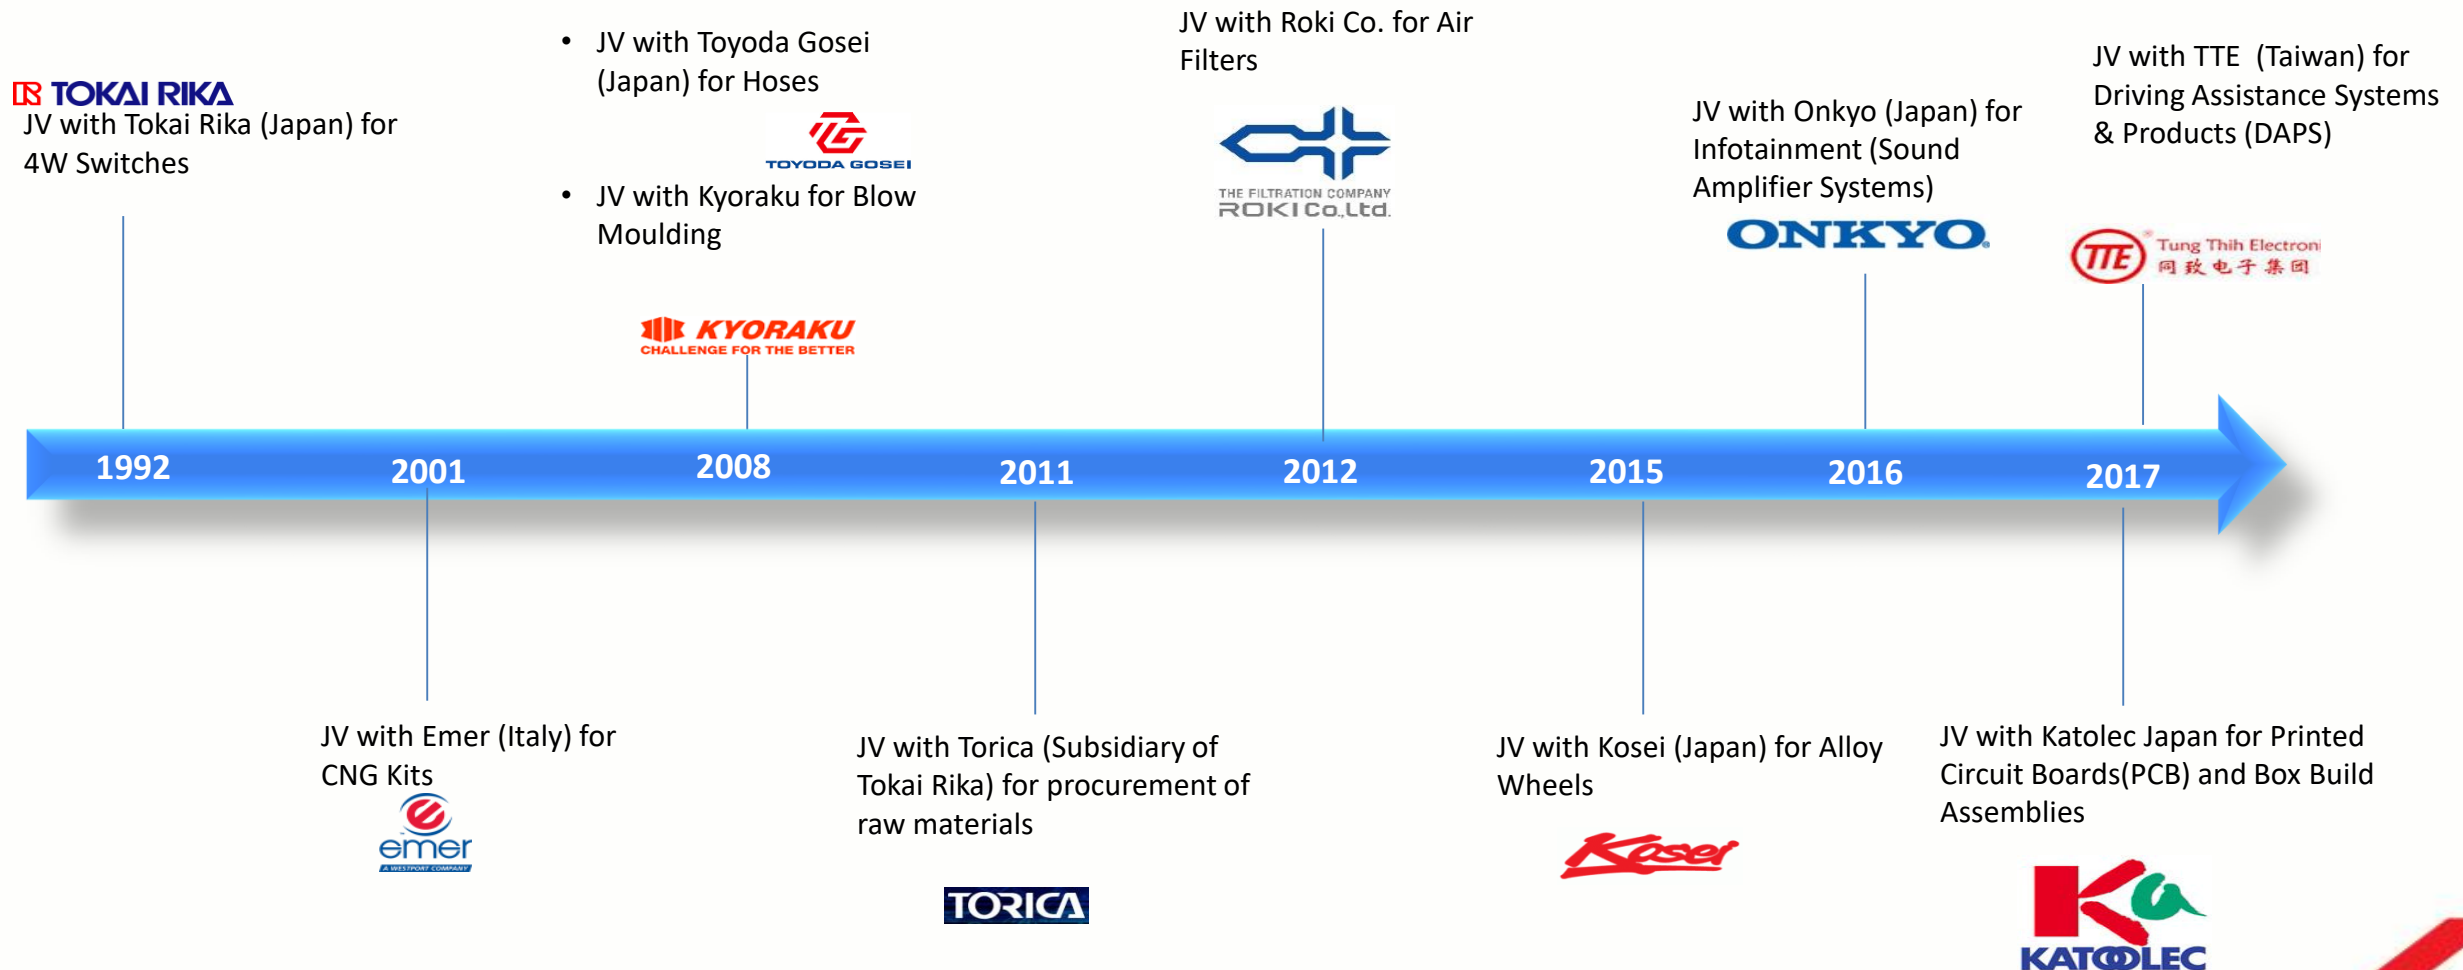 TOKAI RIKA
JV with Tokai Rika (Japan) for
4W Switches
• JV with Toyoda Gosei
(Japan) for Hoses
TG
TOYODA GOSEI
• JV with Kyoraku for Blow
Moulding
KYORAKU
CHALLENGE FOR THE BETTER
JV with Roki Co. for Air
Filters
THE FILTRATION COMPANY
ROKI Co.,Ltd.
JV with Onkyo (Japan) for
Infotainment (Sound
Amplifier Systems)
ONKYO®
JV with TTE (Taiwan) for
Driving Assistance Systems
& Products (DAPS)
TTE®
Tung Thih Electroni
同致电子集团
1992
2001
2008
2011
2012
2015
2016
2017
JV with Emer (Italy) for
CNG Kits
emer
A WESTPORT COMPANY
JV with Torica (Subsidiary of
Tokai Rika) for procurement of
raw materials
TORICA
JV with Kosei (Japan) for Alloy
Wheels
Kosei
JV with Katolec Japan for Printed
Circuit Boards(PCB) and Box Build
Assemblies
Ka
KATOOLEC